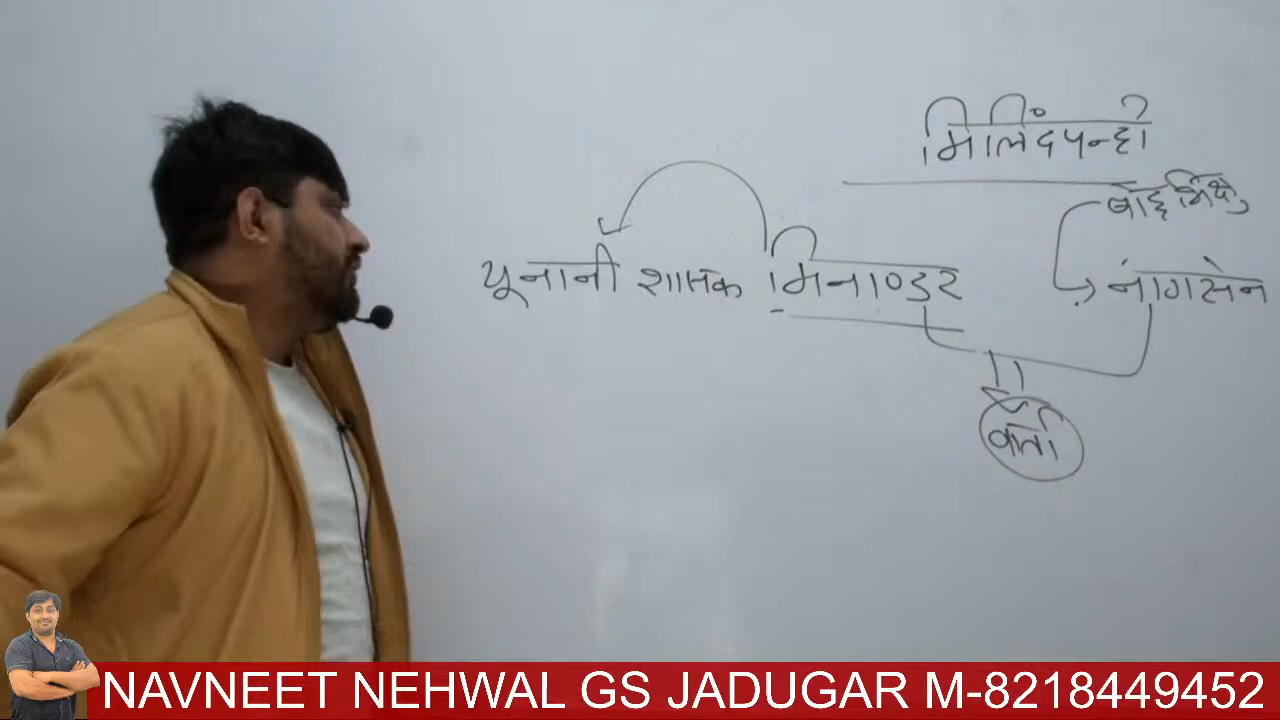 मिलिंदपन्हो
बौद्ध भिक्षु
यूनानी शासक मिनाण्डर
नागसेन
वार्ता
NAVNEET NEHWAL GS JADUGAR M-8218449452